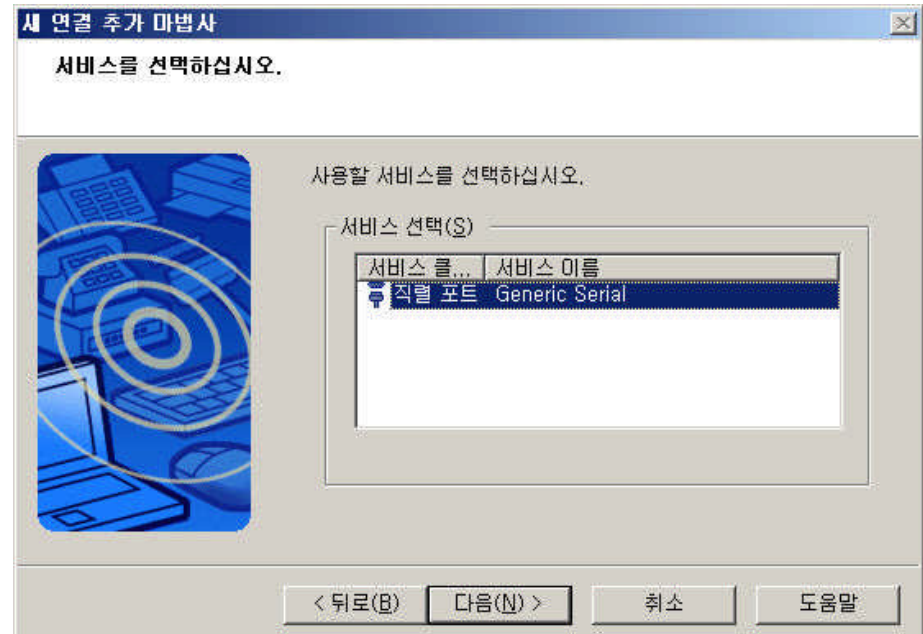 새 연결 추가 마법사
서비스를 선택하십시오.
사용할 서비스를 선택하십시오.
서비스 선택(S)
서비스 클... 서비스 이름
직렬 포트 Generic Serial
< 뒤로(B) 다음(N) > 취소 도움말